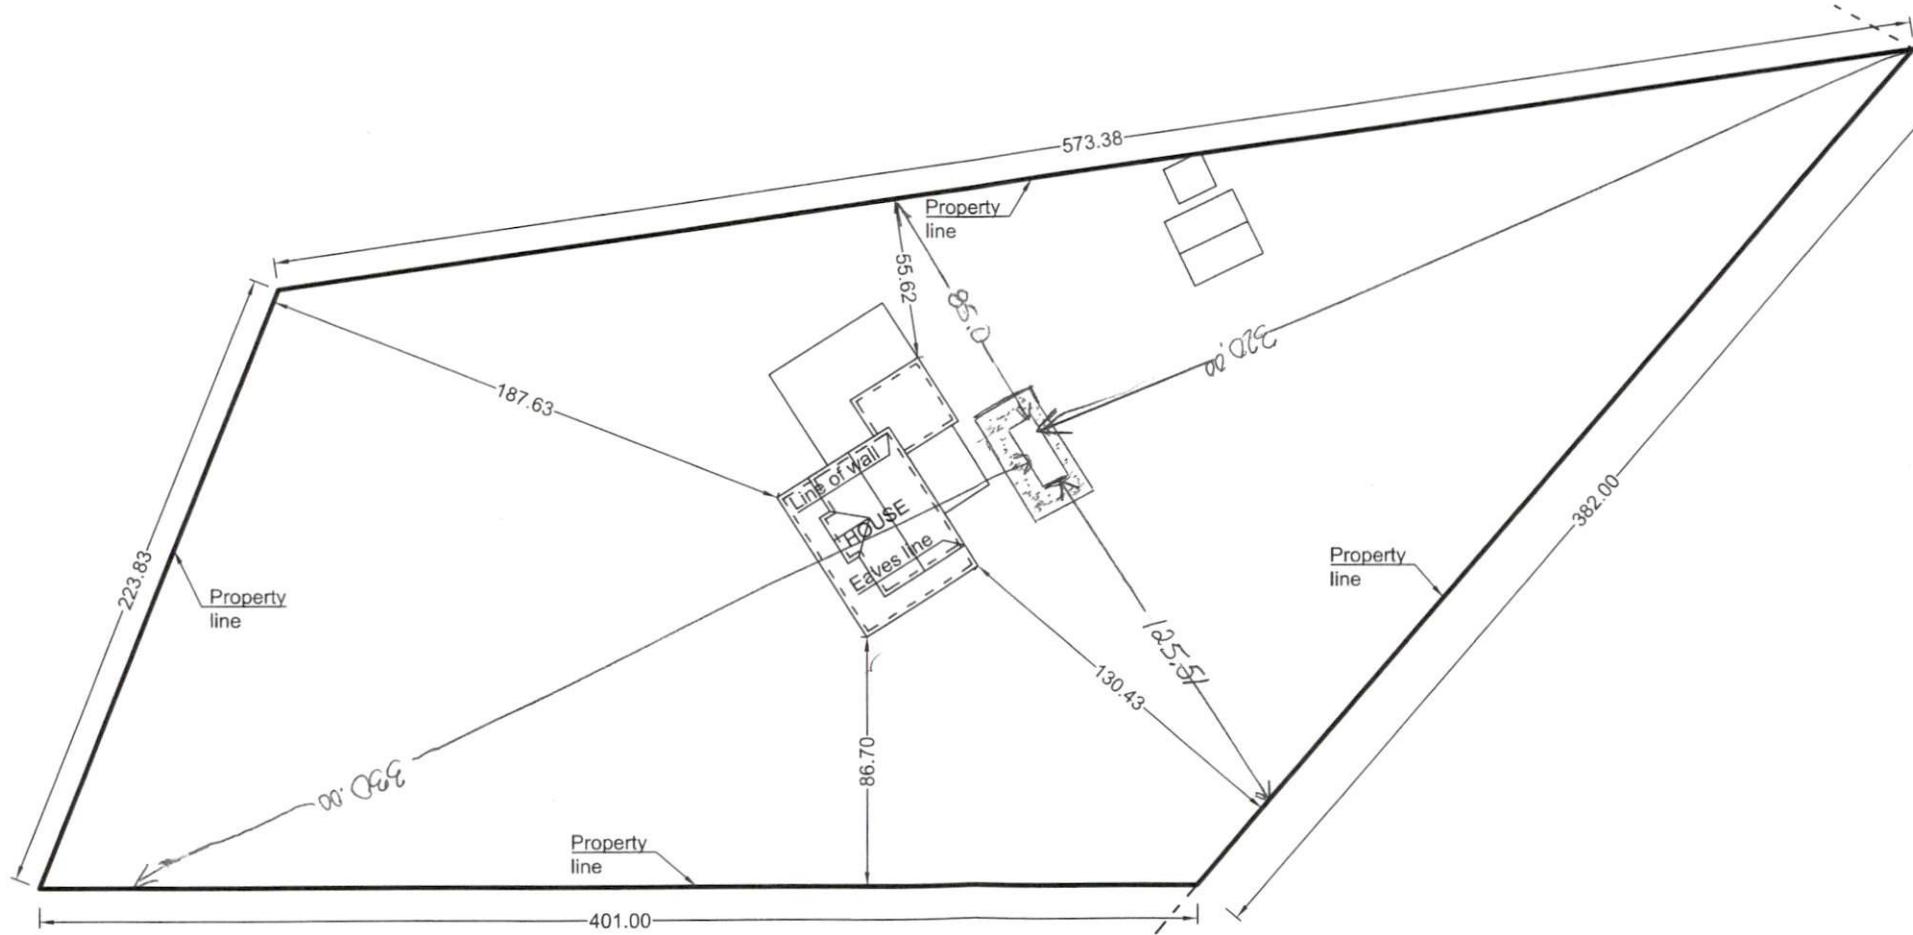 573.38
Property
line
55.62
85.0
320.00
187.63
Line of wall
HOUSE
Eaves line
382.00
Property
line
223.83
Property
line
125.51
130.43
86.70
330.00
Property
line
401.00